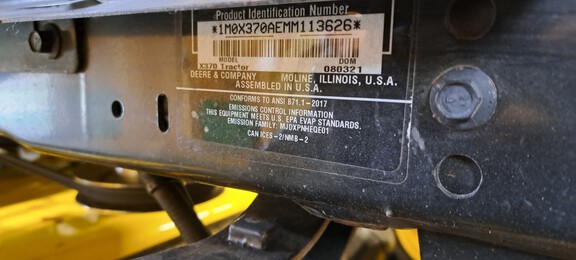 Product Identification Number
*1M0X370AEMM113626*
MODEL DOM
X370 Tractor 080321
DEERE & COMPANY MOLINE, ILLINOIS, U.S.A.
ASSEMBLED IN U.S.A.
CONFORMS TO ANSI B71.1-2017
EMISSIONS CONTROL INFORMATION
THIS EQUIPMENT MEETS U.S. EPA EVAP STANDARDS.
EMISSION FAMILY: MJDXPNHEQE01
CAN ICES-2/NMB-2